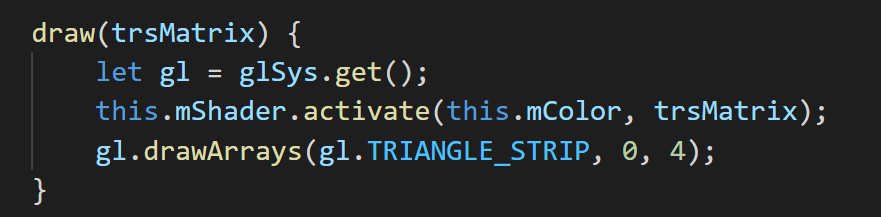 draw(trsMatrix) {
let gl = glSys.get();
this.mShader.activate(this.mColor, trsMatrix);
gl.drawArrays(gl.TRIANGLE_STRIP, 0, 4);
}